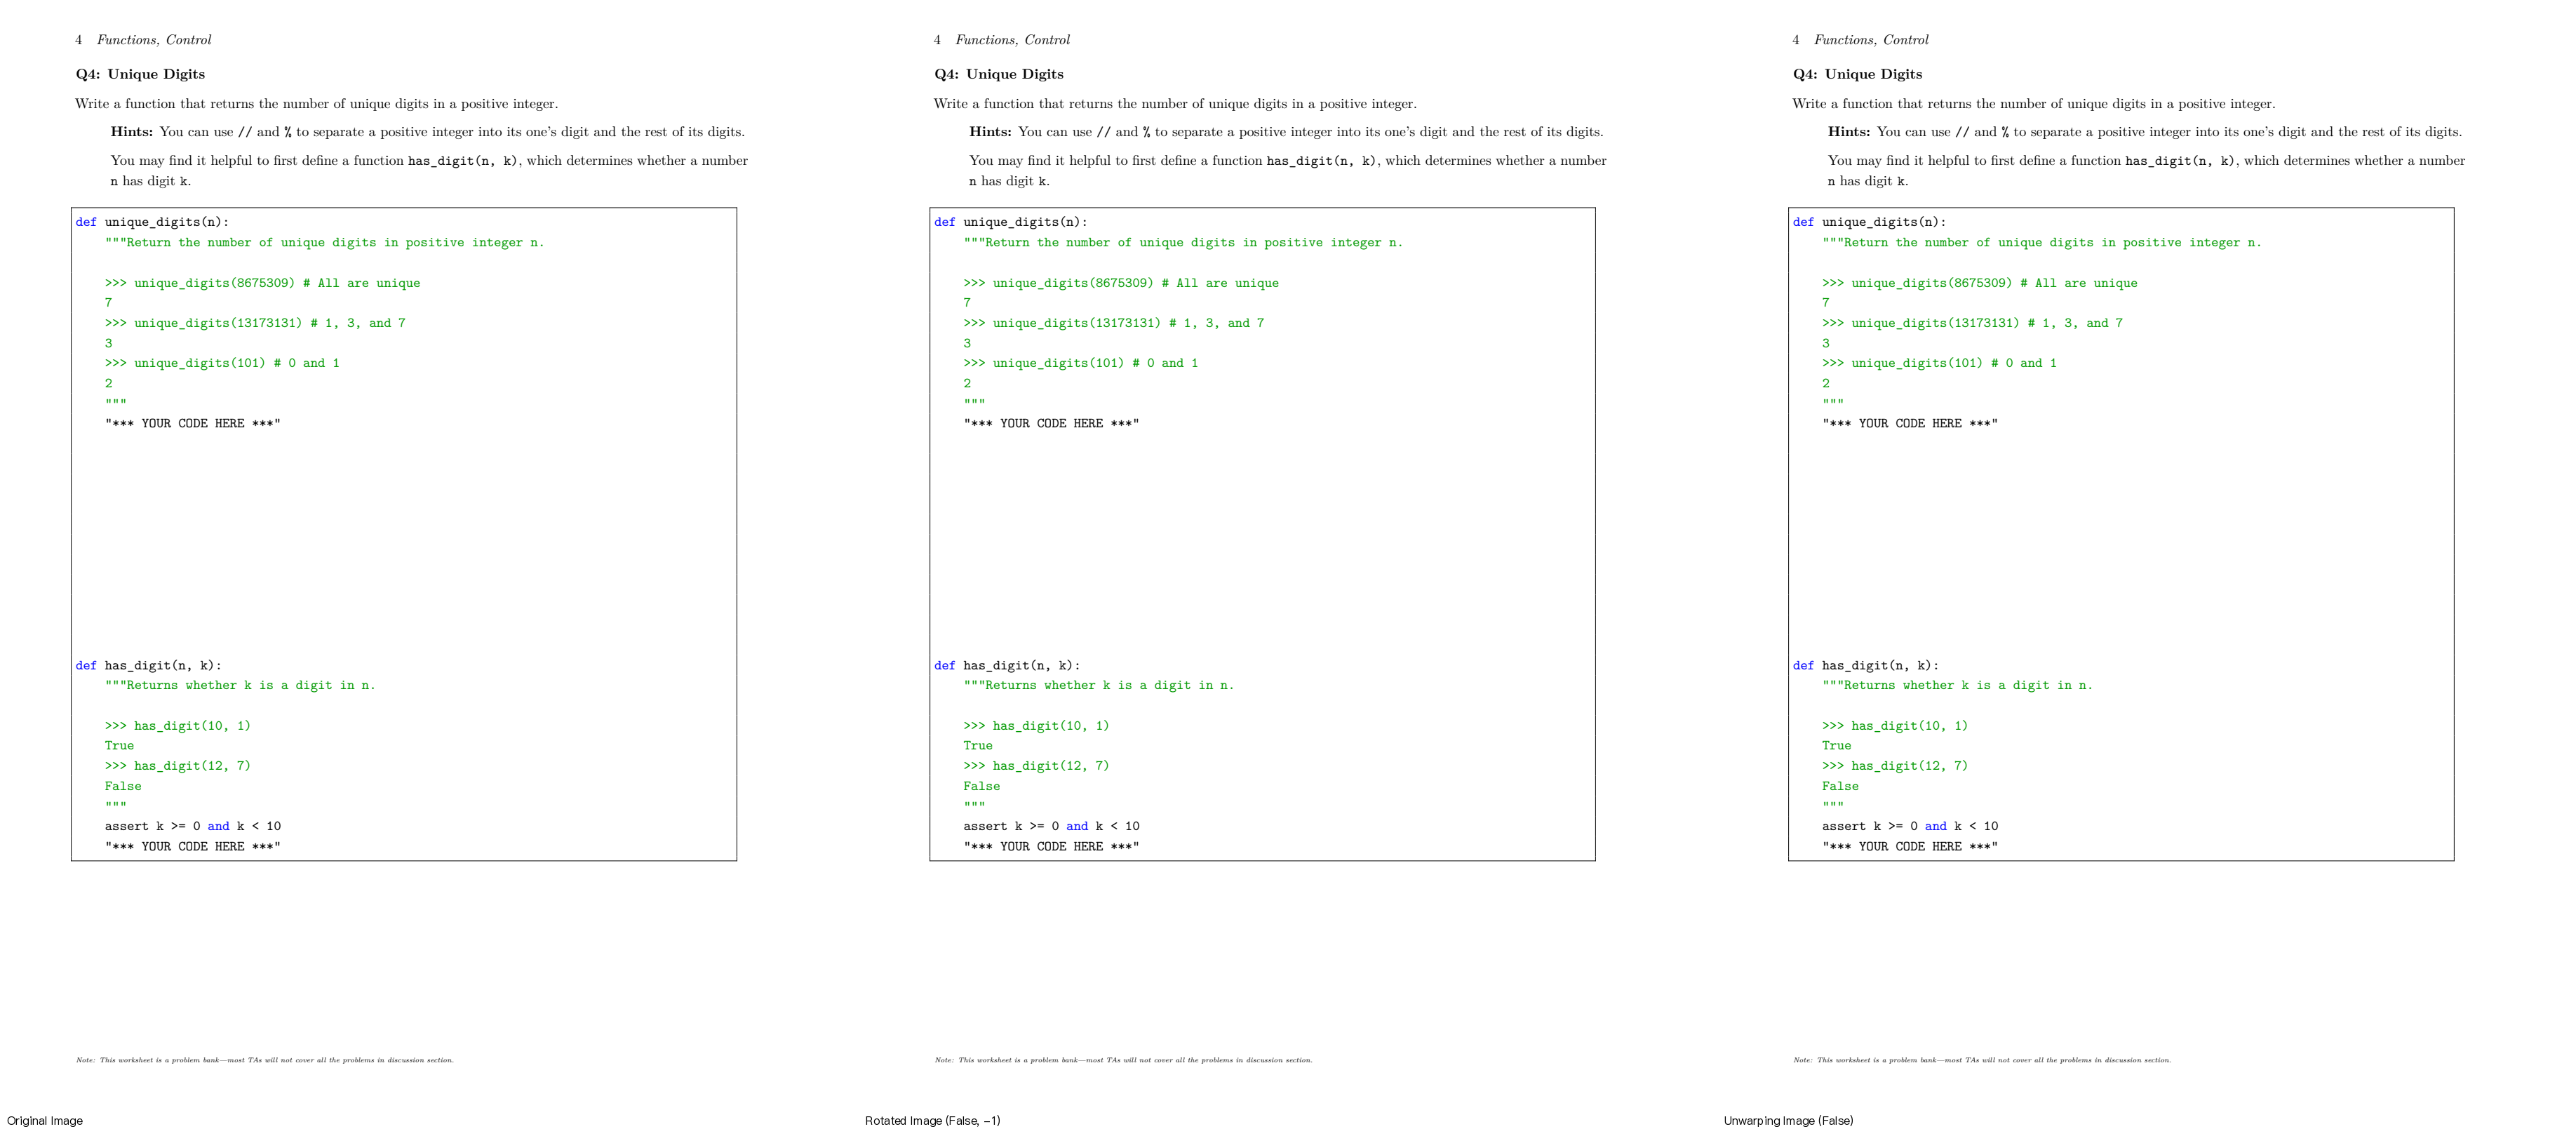 4 Functions, Control
Q4: Unique Digits
Write a function that returns the number of unique digits in a positive integer.
Hints: You can use // and % to separate a positive integer into its one's digit and the rest of its digits.
You may find it helpful to first define a function has_digit(n, k), which determines whether a number
n has digit k.
def unique_digits(n):
    """Return the number of unique digits in positive integer n.
    >>> unique_digits(8675309) # All are unique
    7
    >>> unique_digits(13173131) # 1, 3, and 7
    3
    >>> unique_digits(101) # 0 and 1
    2
    """
    "*** YOUR CODE HERE ***"
def has_digit(n, k):
    """Returns whether k is a digit in n.
    >>> has_digit(10, 1)
    True
    >>> has_digit(12, 7)
    False
    """
    assert k >= 0 and k < 10
    "*** YOUR CODE HERE ***"
Note: This worksheet is a problem bank—most TAs will not cover all the problems in discussion section.
Original Image
4 Functions, Control
Q4: Unique Digits
Write a function that returns the number of unique digits in a positive integer.
Hints: You can use // and % to separate a positive integer into its one's digit and the rest of its digits.
You may find it helpful to first define a function has_digit(n, k), which determines whether a number
n has digit k.
def unique_digits(n):
    """Return the number of unique digits in positive integer n.
    >>> unique_digits(8675309) # All are unique
    7
    >>> unique_digits(13173131) # 1, 3, and 7
    3
    >>> unique_digits(101) # 0 and 1
    2
    """
    "*** YOUR CODE HERE ***"
def has_digit(n, k):
    """Returns whether k is a digit in n.
    >>> has_digit(10, 1)
    True
    >>> has_digit(12, 7)
    False
    """
    assert k >= 0 and k < 10
    "*** YOUR CODE HERE ***"
Note: This worksheet is a problem bank—most TAs will not cover all the problems in discussion section.
Rotated Image (False, -1)
4 Functions, Control
Q4: Unique Digits
Write a function that returns the number of unique digits in a positive integer.
Hints: You can use // and % to separate a positive integer into its one's digit and the rest of its digits.
You may find it helpful to first define a function has_digit(n, k), which determines whether a number
n has digit k.
def unique_digits(n):
    """Return the number of unique digits in positive integer n.
    >>> unique_digits(8675309) # All are unique
    7
    >>> unique_digits(13173131) # 1, 3, and 7
    3
    >>> unique_digits(101) # 0 and 1
    2
    """
    "*** YOUR CODE HERE ***"
def has_digit(n, k):
    """Returns whether k is a digit in n.
    >>> has_digit(10, 1)
    True
    >>> has_digit(12, 7)
    False
    """
    assert k >= 0 and k < 10
    "*** YOUR CODE HERE ***"
Note: This worksheet is a problem bank—most TAs will not cover all the problems in discussion section.
Unwarping Image (False)